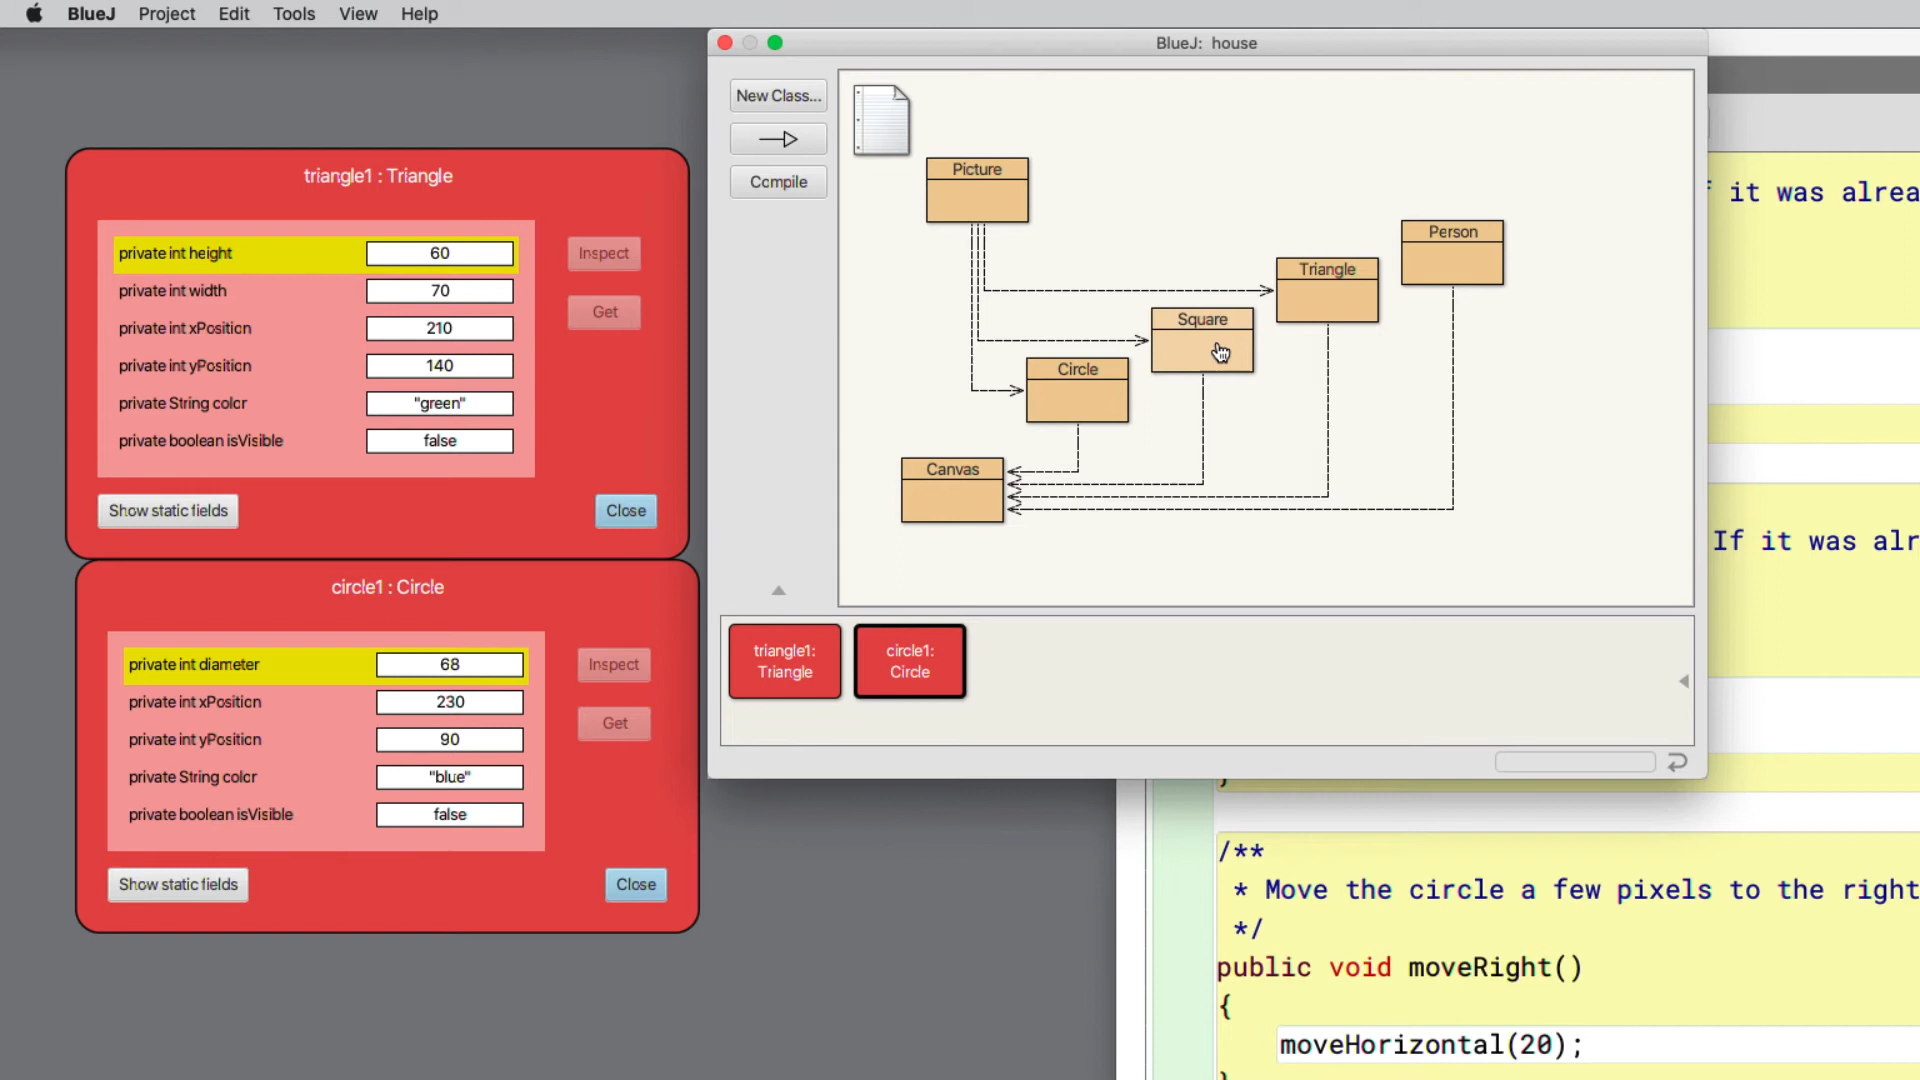 BlueJ Project Edit Tools View Help
BlueJ: house
New Class...
Compile
Picture
Person
Triangle
Square
Circle
Canvas
triangle1:
Triangle
circle1:
Circle
triangle1 : Triangle
private int height 60
private int width 70
private int xPosition 210
private int yPosition 140
private String color "green"
private boolean isVisible false
Inspect
Get
Show static fields
Close
circle1 : Circle
private int diameter 68
private int xPosition 230
private int yPosition 90
private String color "blue"
private boolean isVisible false
Inspect
Get
Show static fields
Close
it was alrea
If it was alr
/**
* Move the circle a few pixels to the right
*/
public void moveRight()
{
moveHorizontal(20);